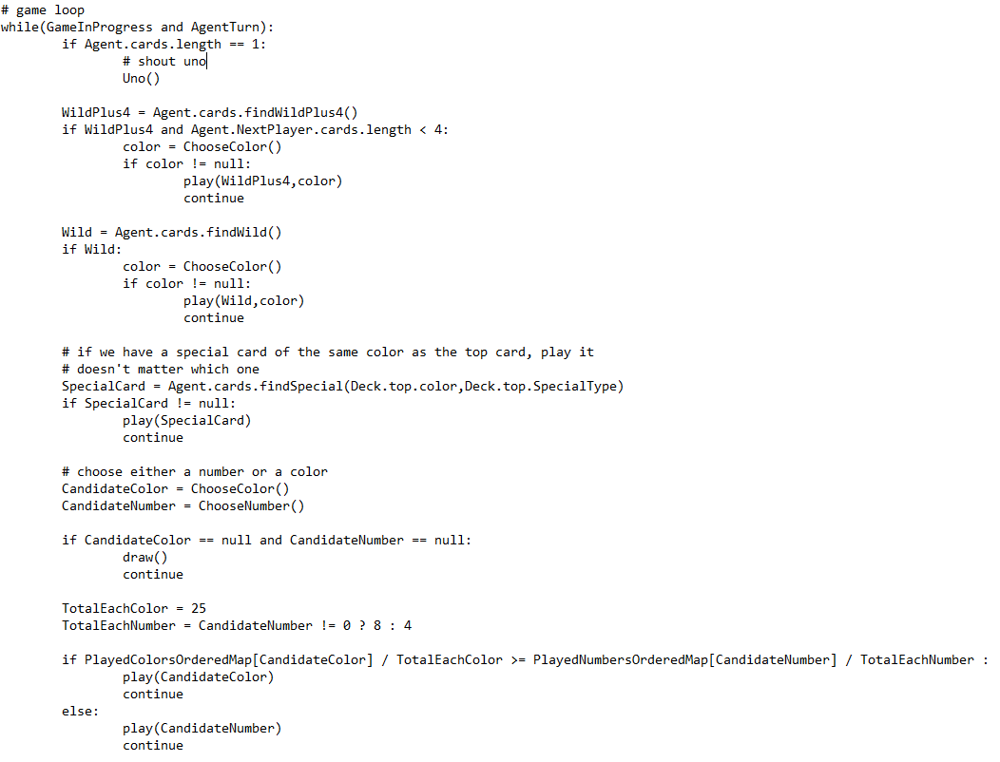 # game loop
while(GameInProgress and AgentTurn):
        if Agent.cards.length == 1:
                # shout uno
                Uno()

        WildPlus4 = Agent.cards.findWildPlus4()
        if WildPlus4 and Agent.NextPlayer.cards.length < 4:
                color = ChooseColor()
                if color != null:
                        play(WildPlus4,color)
                        continue

        Wild = Agent.cards.findWild()
        if Wild:
                color = ChooseColor()
                if color != null:
                        play(Wild,color)
                        continue

        # if we have a special card of the same color as the top card, play it
        # doesn't matter which one
        SpecialCard = Agent.cards.findSpecial(Deck.top.color,Deck.top.SpecialType)
        if SpecialCard != null:
                play(SpecialCard)
                continue

        # choose either a number or a color
        CandidateColor = ChooseColor()
        CandidateNumber = ChooseNumber()

        if CandidateColor == null and CandidateNumber == null:
                draw()
                continue

        TotalEachColor = 25
        TotalEachNumber = CandidateNumber != 0 ? 8 : 4

        if PlayedColorsOrderedMap[CandidateColor] / TotalEachColor >= PlayedNumbersOrderedMap[CandidateNumber] / TotalEachNumber :
                play(CandidateColor)
                continue
        else:
                play(CandidateNumber)
                continue